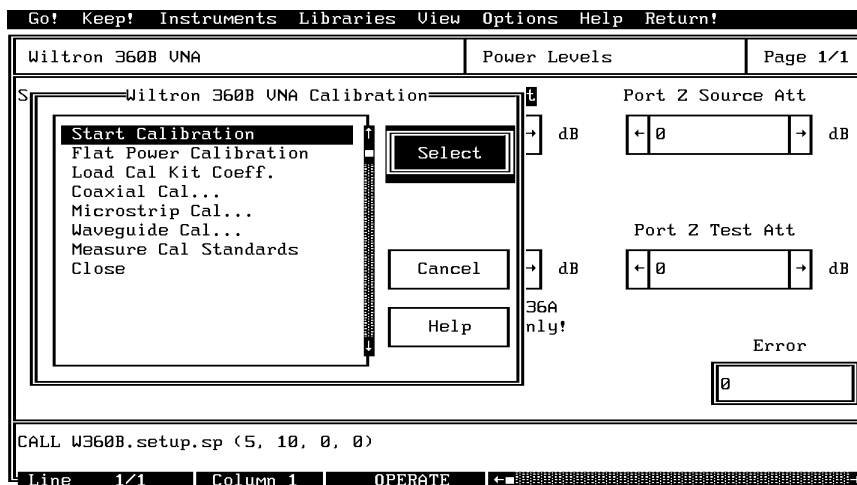 Go! Keep! Instruments Libraries View Options Help Return!
Wiltron 360B VNA Power Levels Page 1/1
Wiltron 360B VNA Calibration
S t Port 2 Source Att
Start Calibration
Flat Power Calibration
Load Cal Kit Coeff.
Coaxial Cal...
Microstrip Cal...
Waveguide Cal...
Measure Cal Standards
Close
Select
Cancel
Help
→ dB ← 0 → dB
Port 2 Test Att
→ dB ← 0 → dB
36A
nly!
Error
0
CALL W360B.setup.sp (5, 10, 0, 0)
Line 1/1 Column 1 OPERATE